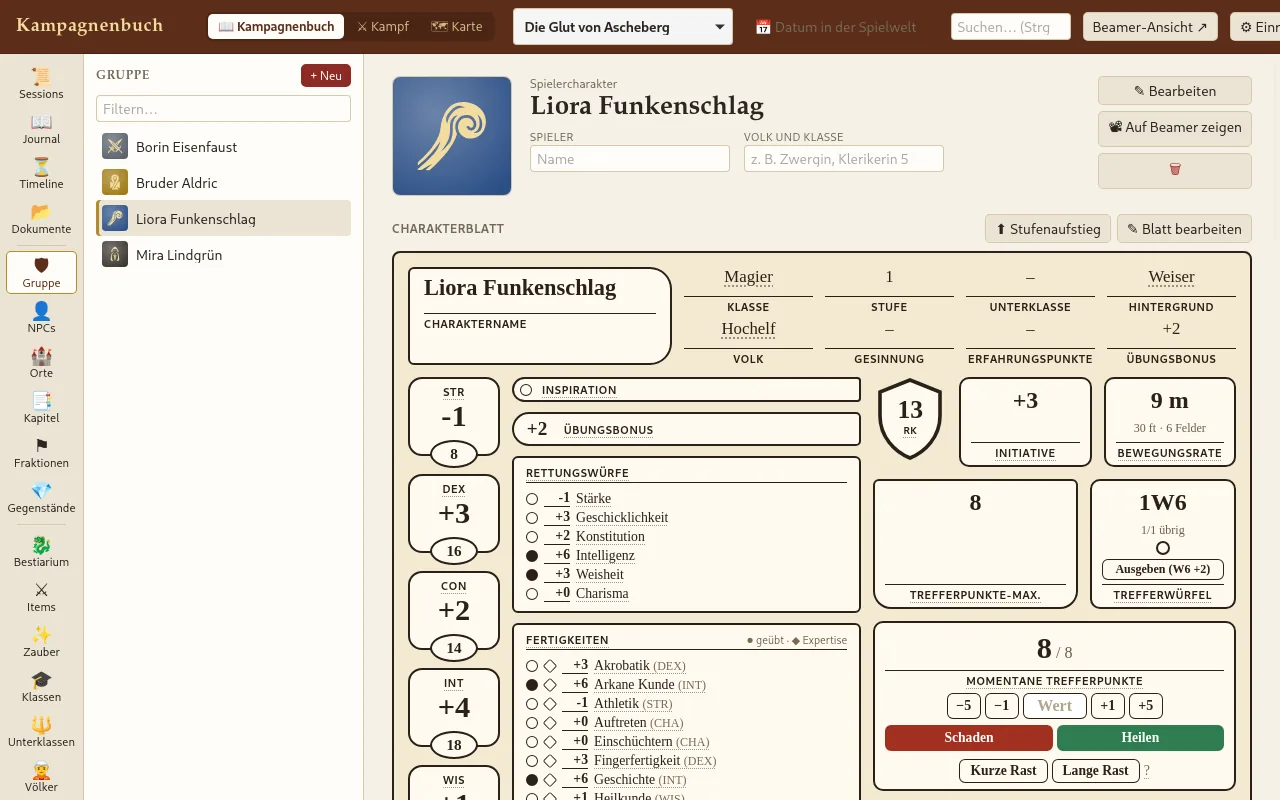 Kampagnenbuch
📖 Kampagnenbuch
⚔ Kampf
🗺 Karte
Die Glut von Ascheberg
📅 Datum in der Spielwelt
Suchen… (Strg
Beamer-Ansicht ↗
⚙ Einr
Sessions
Journal
Timeline
Dokumente
Gruppe
NPCs
Orte
Kapitel
Fraktionen
Gegenstände
Bestiarium
Items
Zauber
Klassen
Unterklassen
Völker
GRUPPE
+ Neu
Filtern…
Borin Eisenfaust
Bruder Aldric
Liora Funkenschlag
Mira Lindgrün
Spielercharakter
Liora Funkenschlag
SPIELER
Name
VOLK UND KLASSE
z. B. Zwergin, Klerikerin 5
✎ Bearbeiten
📽 Auf Beamer zeigen
CHARAKTERBLATT
⬆ Stufenaufstieg
✎ Blatt bearbeiten
Liora Funkenschlag
CHARAKTERNAME
Magier
KLASSE
1
STUFE
–
UNTERKLASSE
Weiser
HINTERGRUND
Hochelf
VOLK
–
GESINNUNG
–
ERFAHRUNGSPUNKTE
+2
ÜBUNGSBONUS
STR
-1
8
DEX
+3
16
CON
+2
14
INT
+4
18
WIS
INSPIRATION
+2 ÜBUNGSBONUS
RETTUNGSWÜRFE
-1 Stärke
+3 Geschicklichkeit
+2 Konstitution
+6 Intelligenz
+3 Weisheit
+0 Charisma
FERTIGKEITEN
● geübt · ◆ Expertise
+3 Akrobatik (DEX)
+6 Arkane Kunde (INT)
-1 Athletik (STR)
+0 Auftreten (CHA)
+0 Einschüchtern (CHA)
+3 Fingerfertigkeit (DEX)
+6 Geschichte (INT)
+1 Heilkunde (WIS)
13
RK
+3
INITIATIVE
9 m
30 ft · 6 Felder
BEWEGUNGSRATE
8
TREFFERPUNKTE-MAX.
1W6
1/1 übrig
Ausgeben (W6 +2)
TREFFERWÜRFEL
8 / 8
MOMENTANE TREFFERPUNKTE
−5
−1
Wert
+1
+5
Schaden
Heilen
Kurze Rast
Lange Rast
?